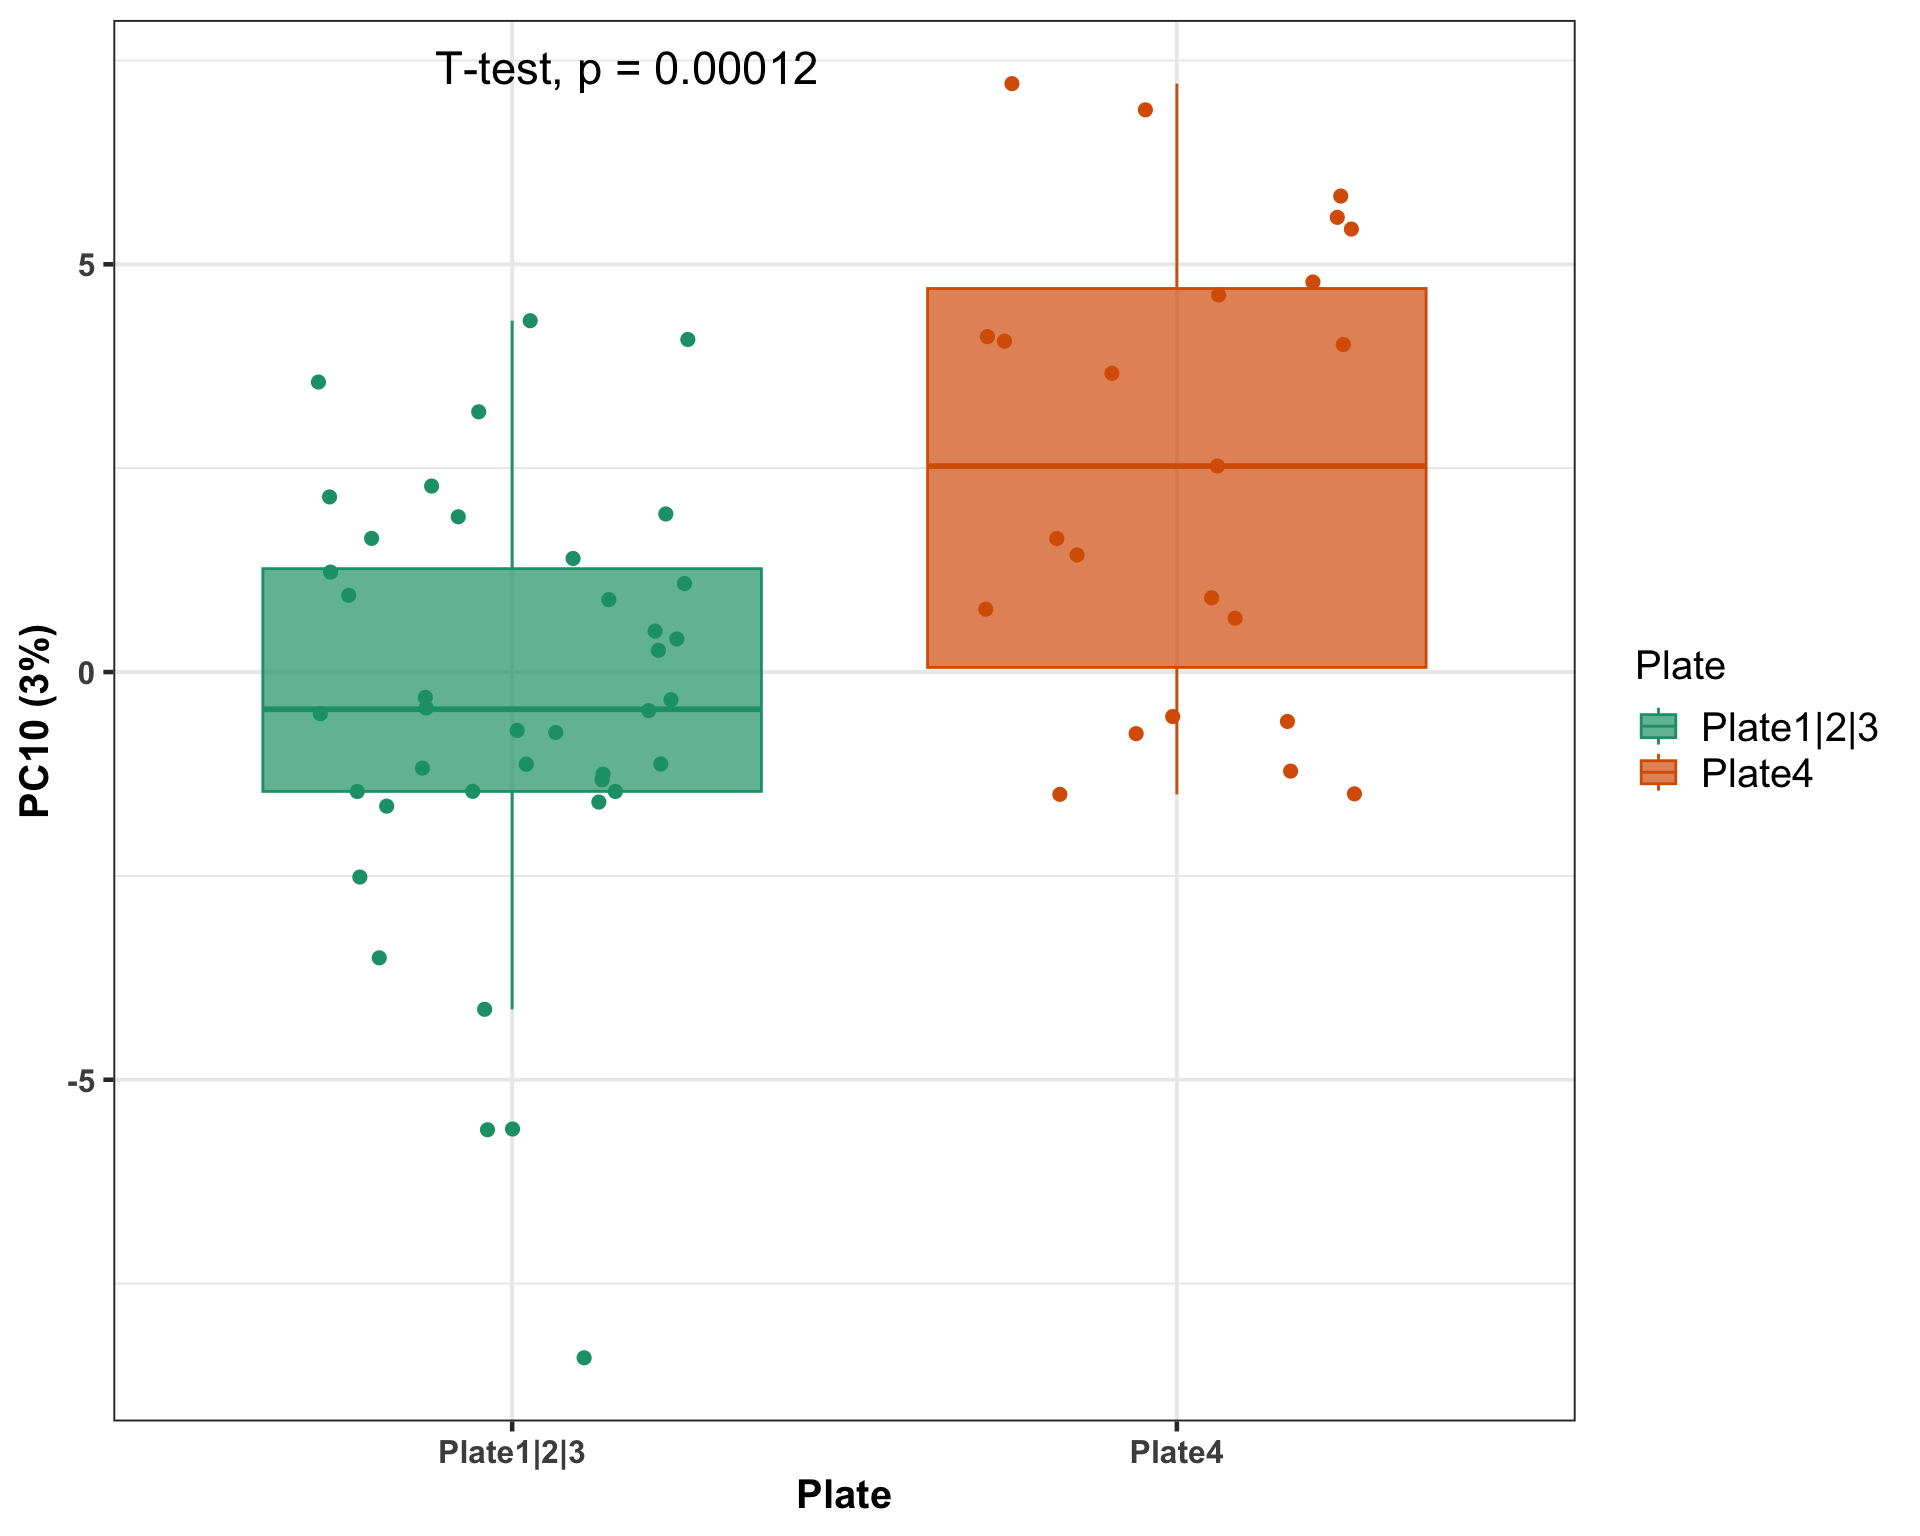 T-test, p = 0.00012
5
0
-5
PC10 (3%)
Plate1|2|3
Plate4
Plate
Plate
Plate1|2|3
Plate4